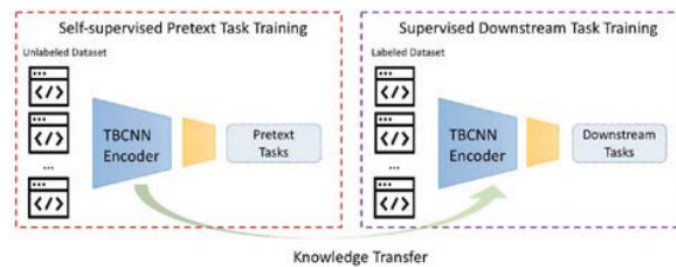 Self-supervised Pretext Task Training
Unlabeled Dataset
</>
</>
...
</>
TBCNN
Encoder
Pretext
Tasks
Supervised Downstream Task Training
Labeled Dataset
</>
</>
...
</>
TBCNN
Encoder
Downstream
Tasks
Knowledge Transfer